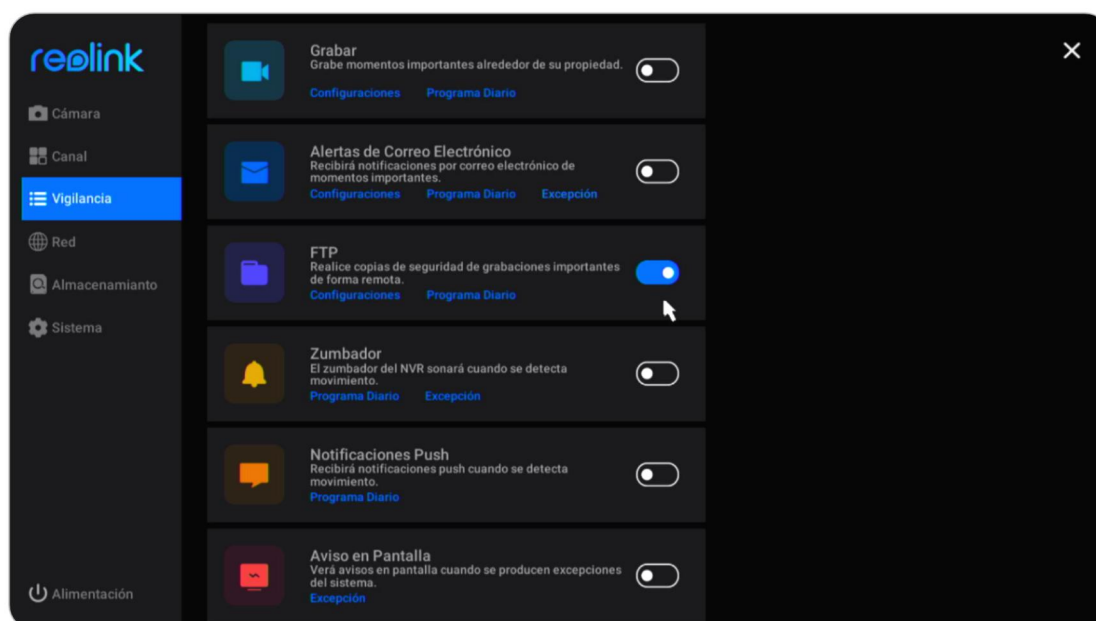 reolink
Cámara
Canal
Vigilancia
Red
Almacenamianto
Sistema
Alimentación
Grabar
Grabe momentos importantes alrededor de su propiedad.
Configuraciones Programa Diario
Alertas de Correo Electrónico
Recibirá notificaciones por correo electrónico de
momentos importantes.
Configuraciones Programa Diario Excepción
FTP
Realice copias de seguridad de grabaciones importantes
de forma remota.
Configuraciones Programa Diario
Zumbador
El zumbador del NVR sonará cuando se detecta
movimiento.
Programa Diario Excepción
Notificaciones Push
Recibirá notificaciones push cuando se detecta
movimiento.
Programa Diario
Aviso en Pantalla
Verá avisos en pantalla cuando se producen excepciones
del sistema.
Excepción